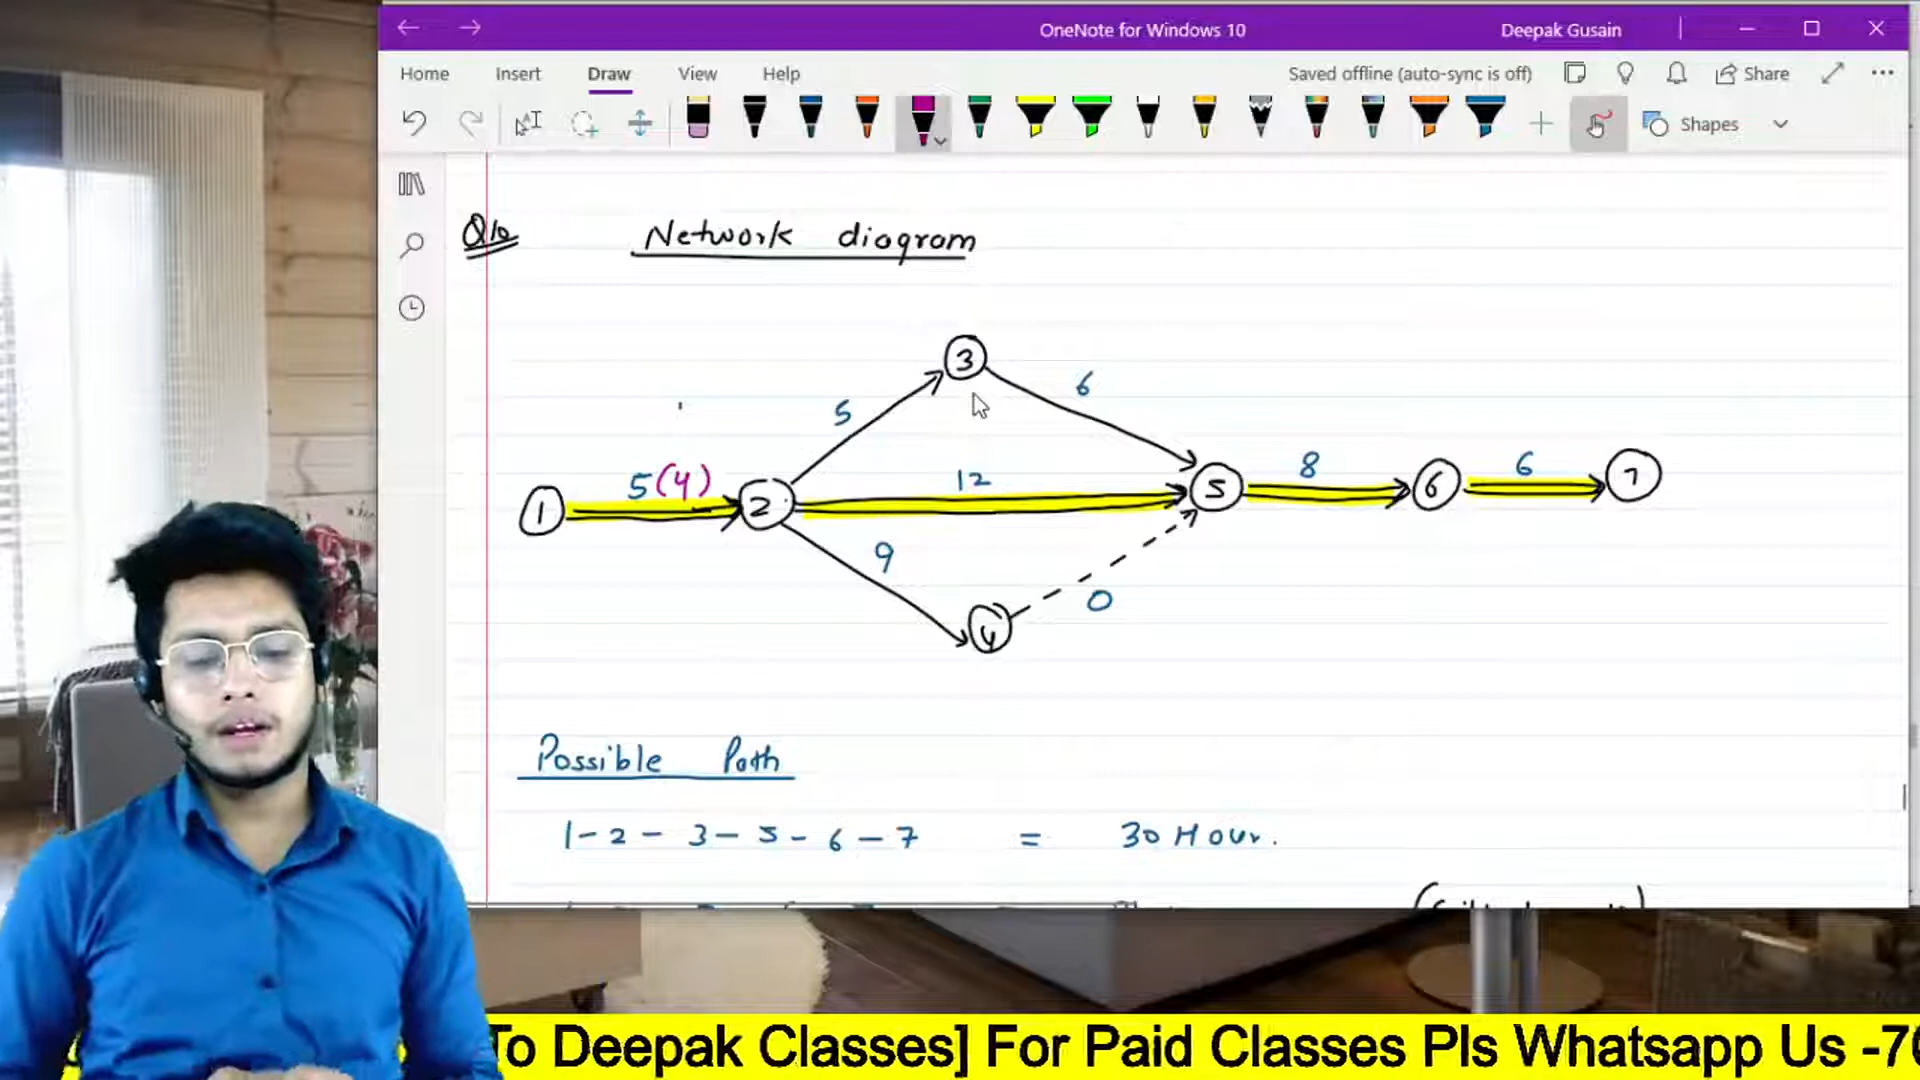 OneNote for Windows 10
Deepak Gusain
Home Insert Draw View Help
Saved offline (auto-sync is off)
Share
Shapes
Network diagram
3
5
6
5(4)
12
8
6
1
2
5
6
7
9
0
4
Possible Path
1-2-3-5-6-7 = 30 Hour.
To Deepak Classes] For Paid Classes Pls Whatsapp Us -70